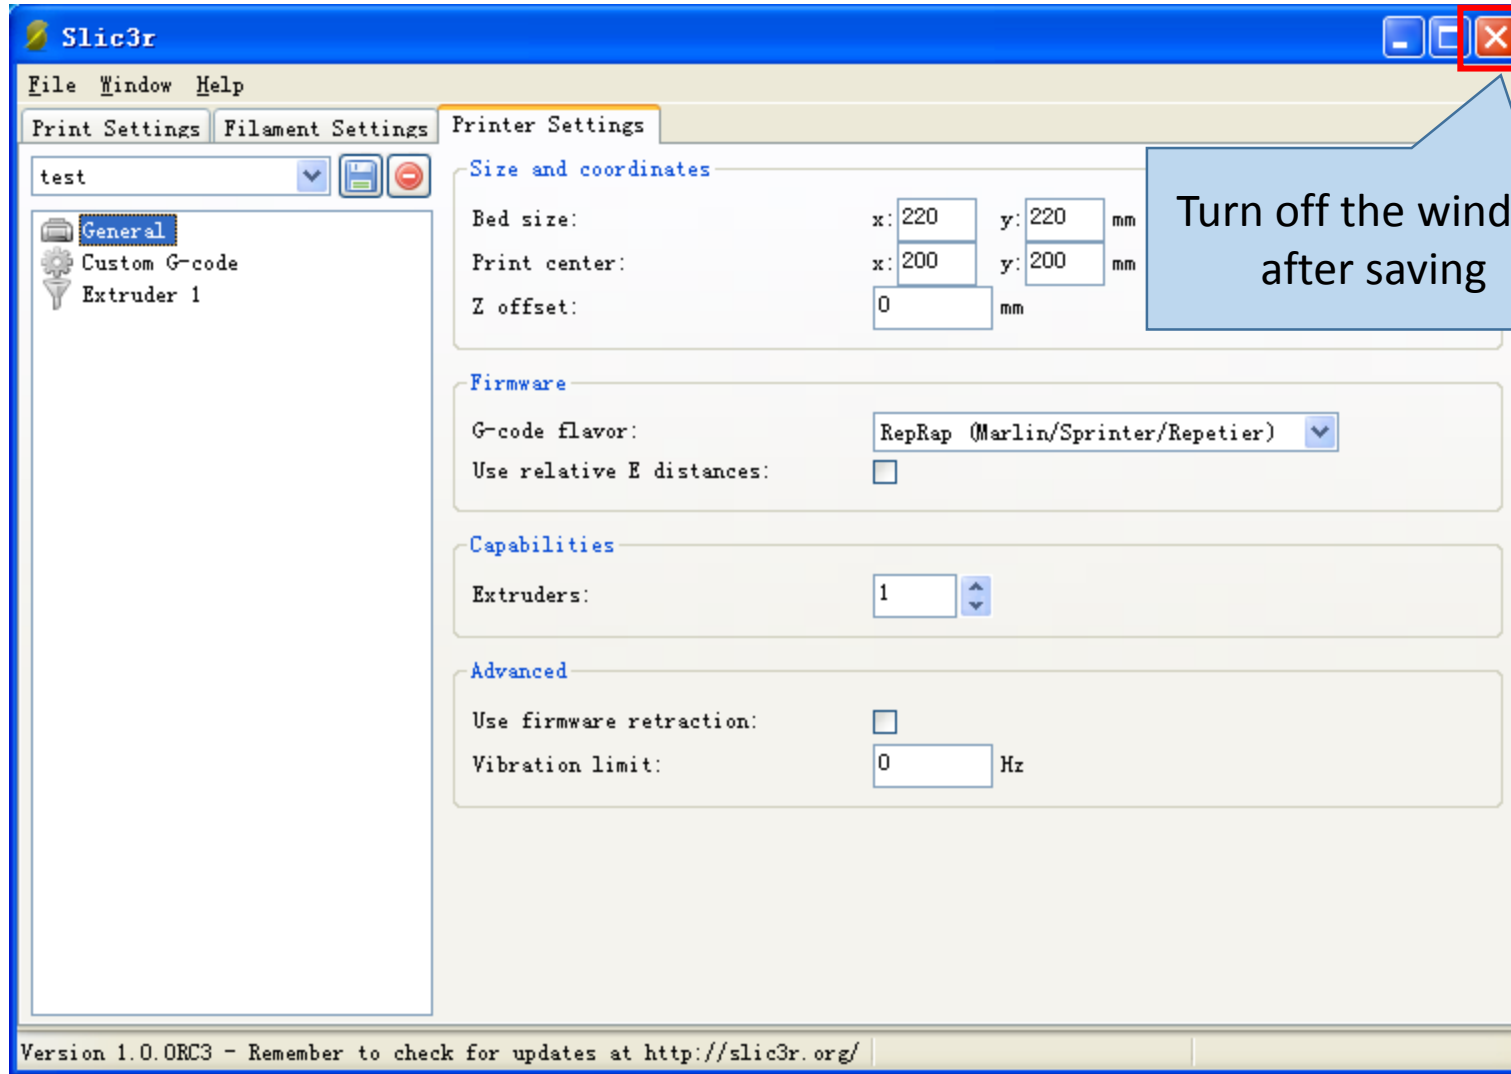 Slic3r
File Window Help
Print Settings Filament Settings Printer Settings
test
General
Custom G-code
Extruder 1
Size and coordinates
Bed size: x: 220 y: 220 mm
Print center: x: 200 y: 200 mm
Z offset: 0 mm
Turn off the wind
after saving
Firmware
G-code flavor: RepRap (Marlin/Sprinter/Repetier)
Use relative E distances:
Capabilities
Extruders: 1
Advanced
Use firmware retraction:
Vibration limit: 0 Hz
Version 1.0.0RC3 - Remember to check for updates at http://slic3r.org/